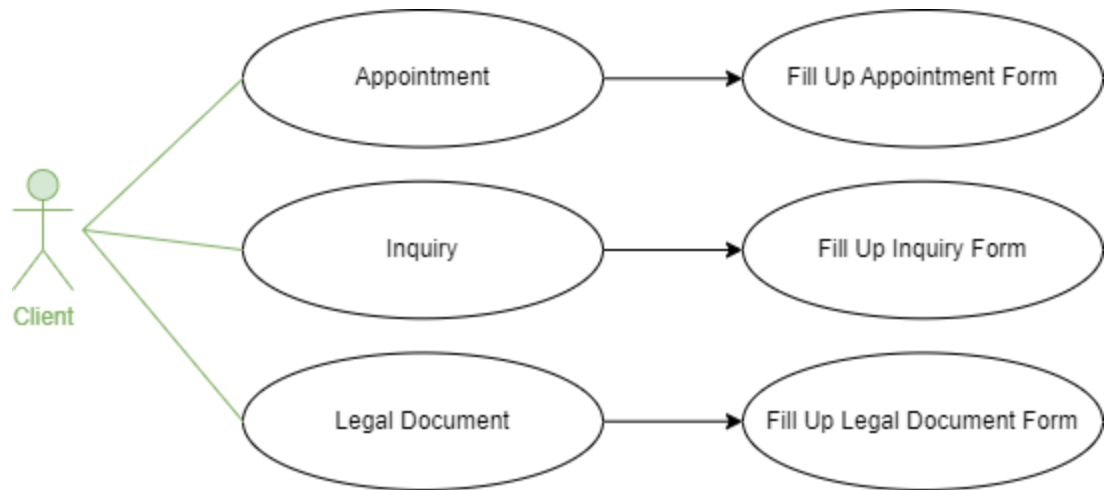 Appointment
Fill Up Appointment Form
Inquiry
Fill Up Inquiry Form
Client
Legal Document
Fill Up Legal Document Form